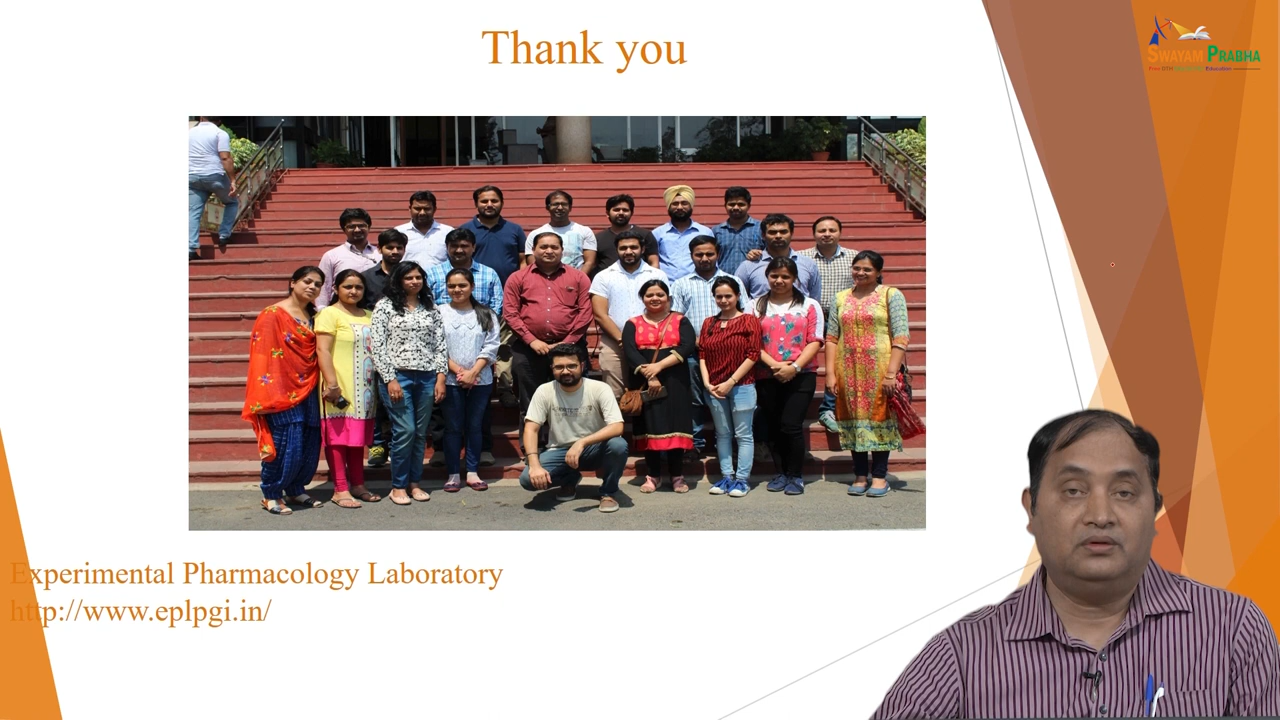 Thank you
SWAYAM PRABHA
Experimental Pharmacology Laboratory
http://www.eplpgi.in/